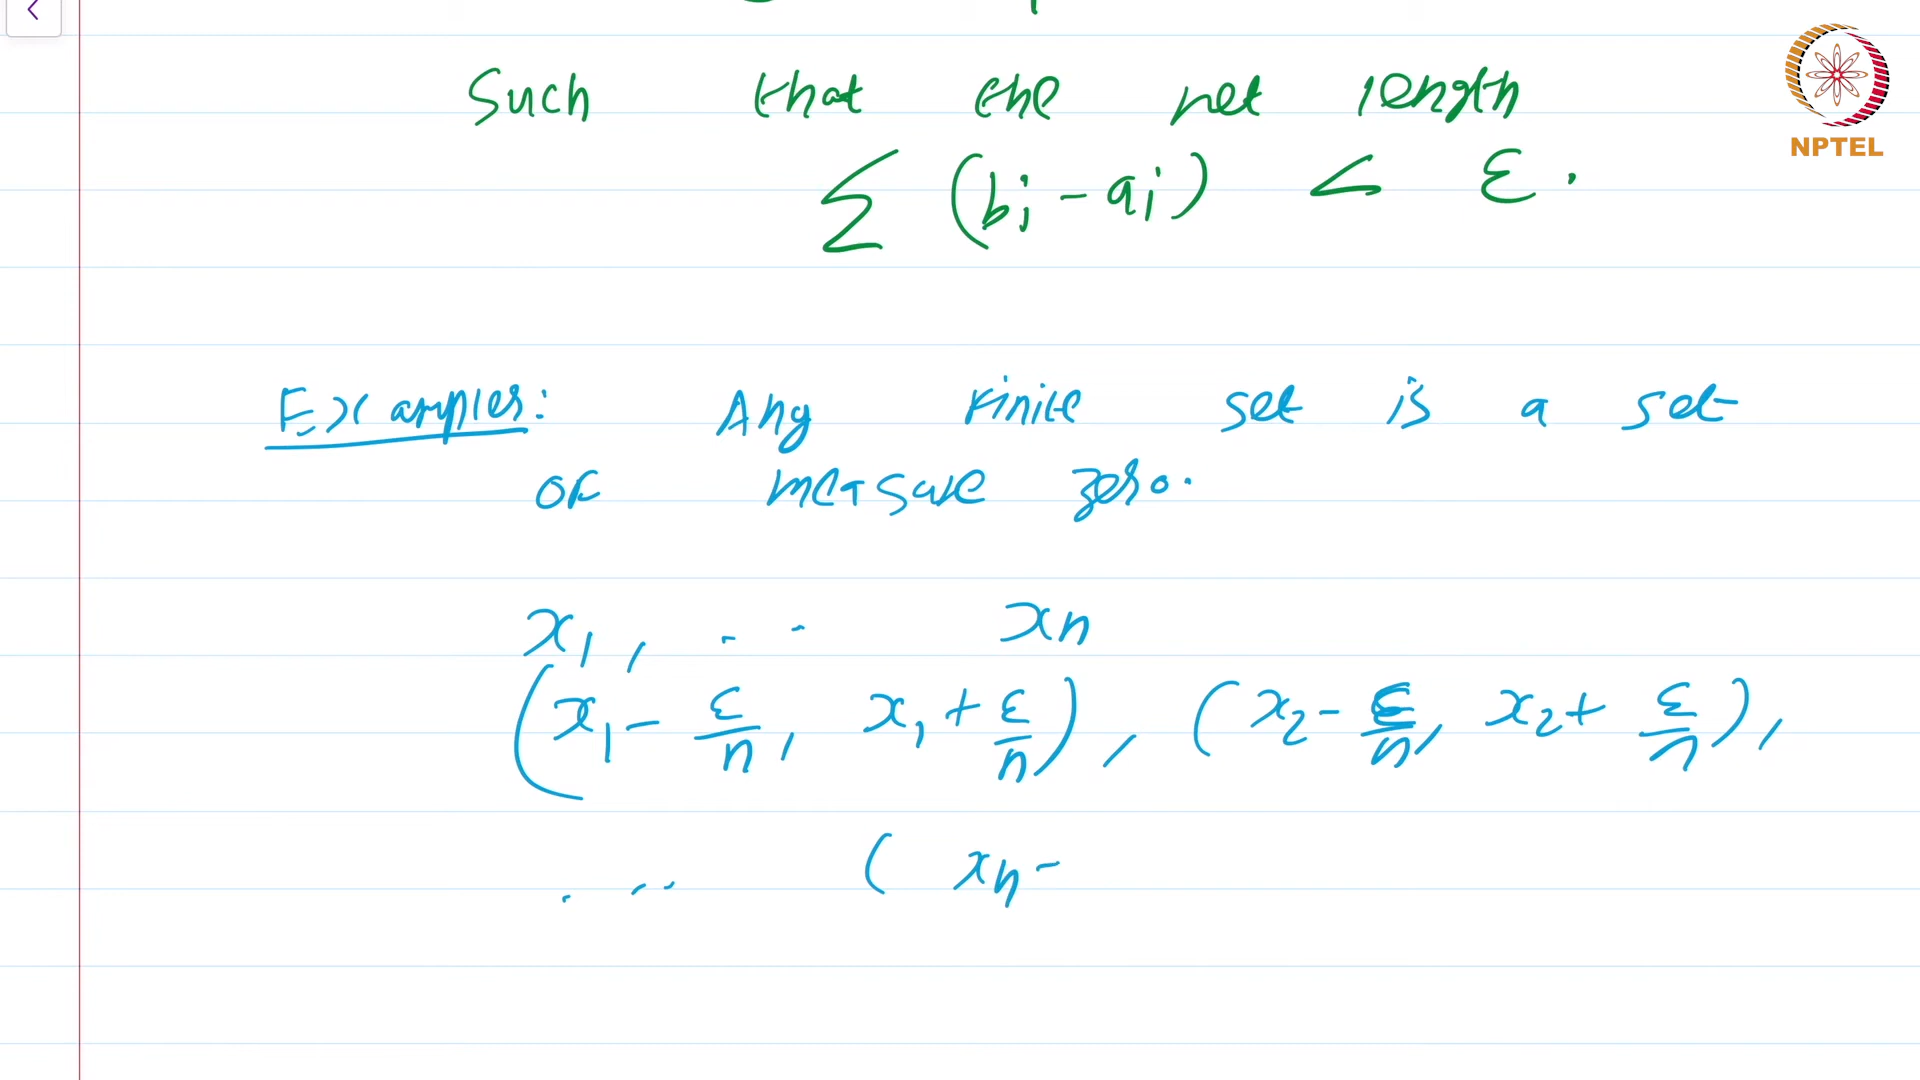 Such that the net length
∑ (bi - ai) < ε.
NPTEL
Examples: Any finite set is a set
of measure zero.
x1, . . xn
(x1 - ε/n, x1 + ε/n), (x2 - ε/n, x2 + ε/n),
. . . ( xn -